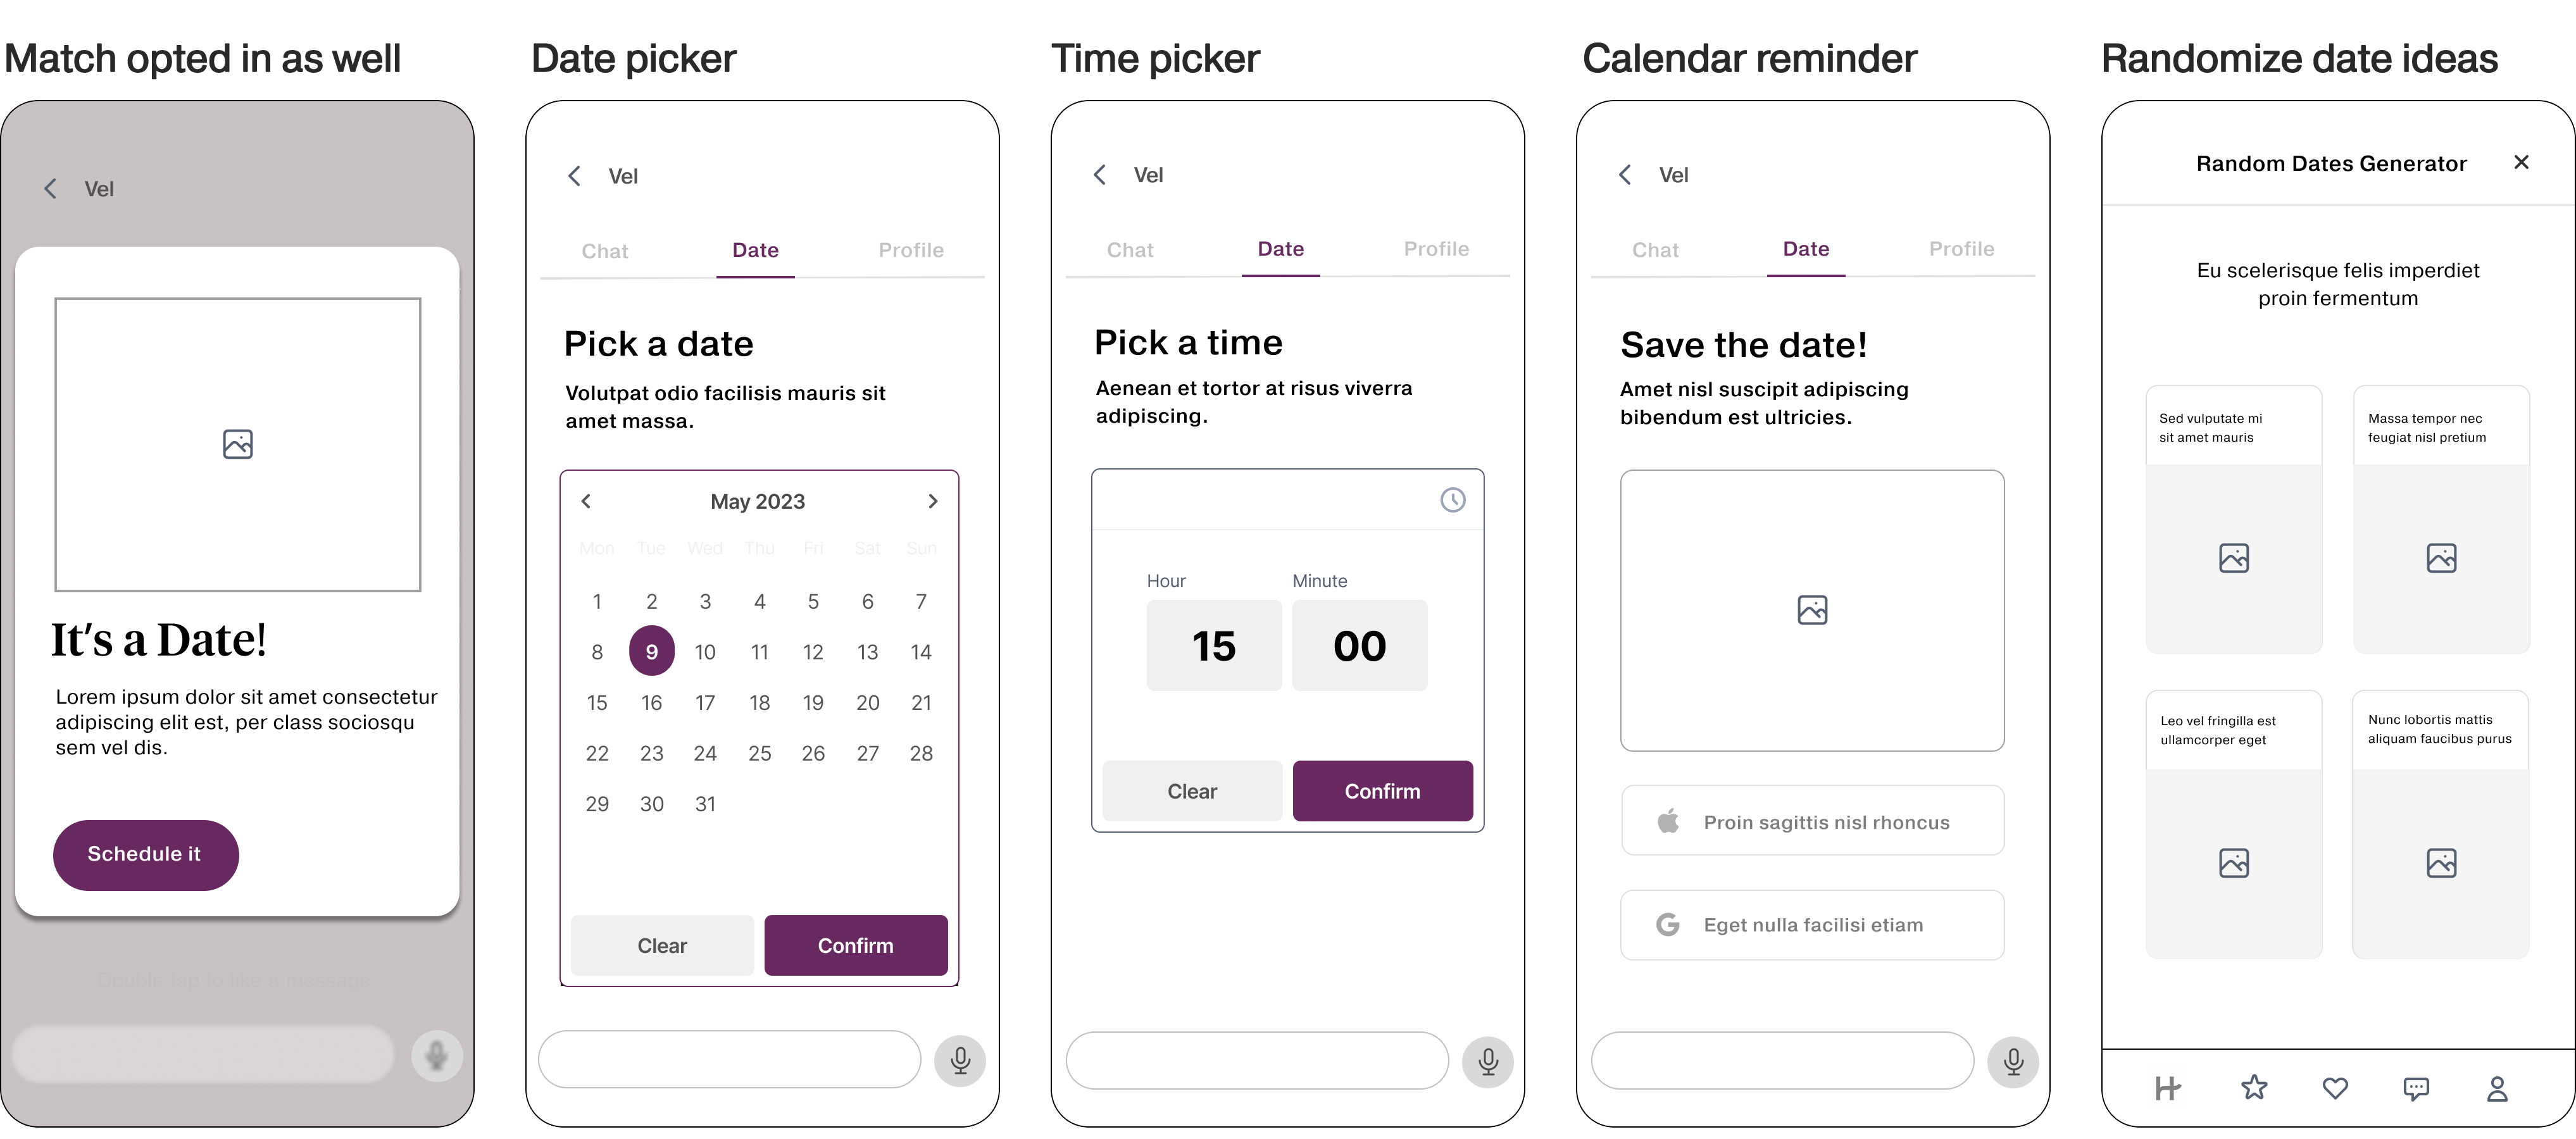 Match opted in as well
Vel
It's a Date!
Lorem ipsum dolor sit amet consectetur
adipiscing elit est, per class sociosqu
sem vel dis.
Schedule it
Double tap to like a message
Date picker
Vel
Chat Date Profile
Pick a date
Volutpat odio facilisis mauris sit
amet massa.
May 2023
Mon Tue Wed Thu Fri Sat Sun
1 2 3 4 5 6 7
8 9 10 11 12 13 14
15 16 17 18 19 20 21
22 23 24 25 26 27 28
29 30 31
Clear Confirm
Time picker
Vel
Chat Date Profile
Pick a time
Aenean et tortor at risus viverra
adipiscing.
Hour Minute
15 00
Clear Confirm
Calendar reminder
Vel
Chat Date Profile
Save the date!
Amet nisl suscipit adipiscing
bibendum est ultricies.
Proin sagittis nisl rhoncus
G Eget nulla facilisi etiam
Randomize date ideas
Random Dates Generator
Eu scelerisque felis imperdiet
proin fermentum
Sed vulputate mi
sit amet mauris
Massa tempor nec
feugiat nisl pretium
Leo vel fringilla est
ullamcorper eget
Nunc lobortis mattis
aliquam faucibus purus
H